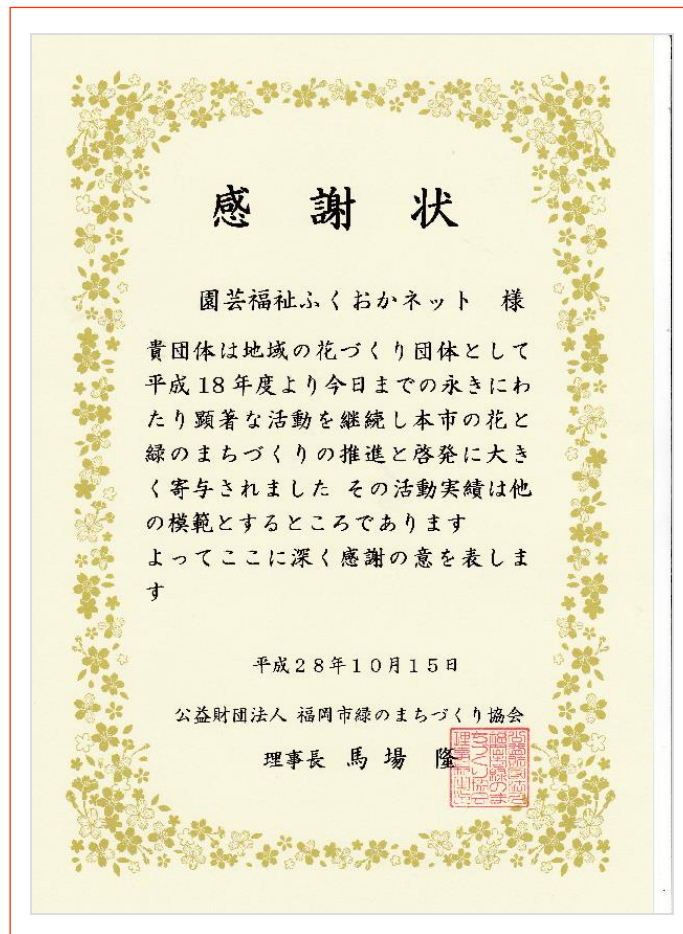 感謝状
園芸福祉ふくおかネット 様
貴団体は地域の花づくり団体として
平成18年度より今日までの永きにわ
たり顕著な活動を継続し本市の花と
緑のまちづくりの推進と啓発に大き
く寄与されました その活動実績は他
の模範とするところであります
よってここに深く感謝の意を表しま
す
平成28年10月15日
公益財団法人 福岡市緑のまちづくり協会
理事長 馬場 隆